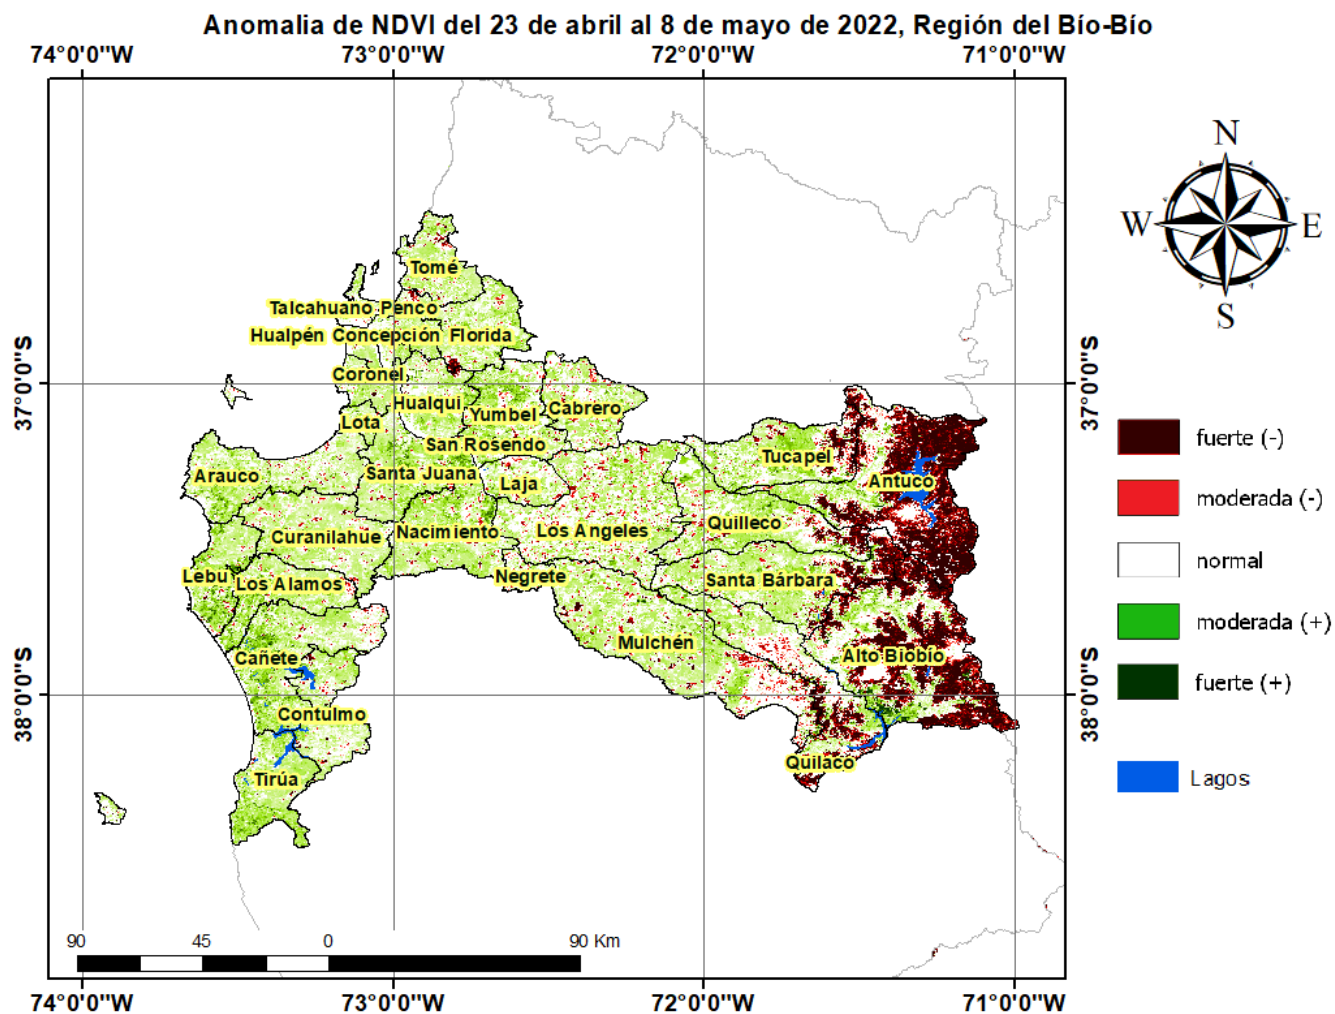 Anomalia de NDVI del 23 de abril al 8 de mayo de 2022, Región del Bío-Bío
74°0'0"W 73°0'0"W 72°0'0"W 71°0'0"W
N
W E
S
Tomé
Talcahuano Penco
Hualpén Concepción Florida
Coronel
37°0'0"S 37°0'0"S
Hualqui Yumbel Cabrero
Lota
San Rosendo
fuerte (-)
Tucapel
Arauco Santa Juana Laja Antuco
moderada (-)
Curanilahue Nacimiento Los Angeles Quilleco
normal
Lebu Los Alamos Negrete Santa Bárbara
moderada (+)
Mulchén
Cañete Alto Biobío
38°0'0"S 38°0'0"S
fuerte (+)
Contulmo
Tirúa Quilaco
Lagos
90 45 0 90 Km
74°0'0"W 73°0'0"W 72°0'0"W 71°0'0"W